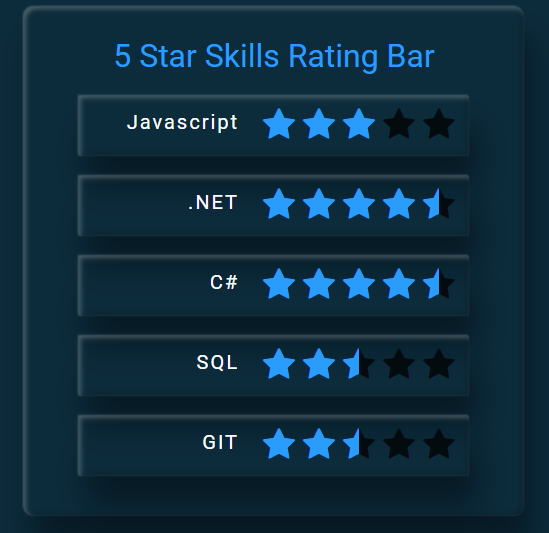 5 Star Skills Rating Bar
Javascript
.NET
C#
SQL
GIT